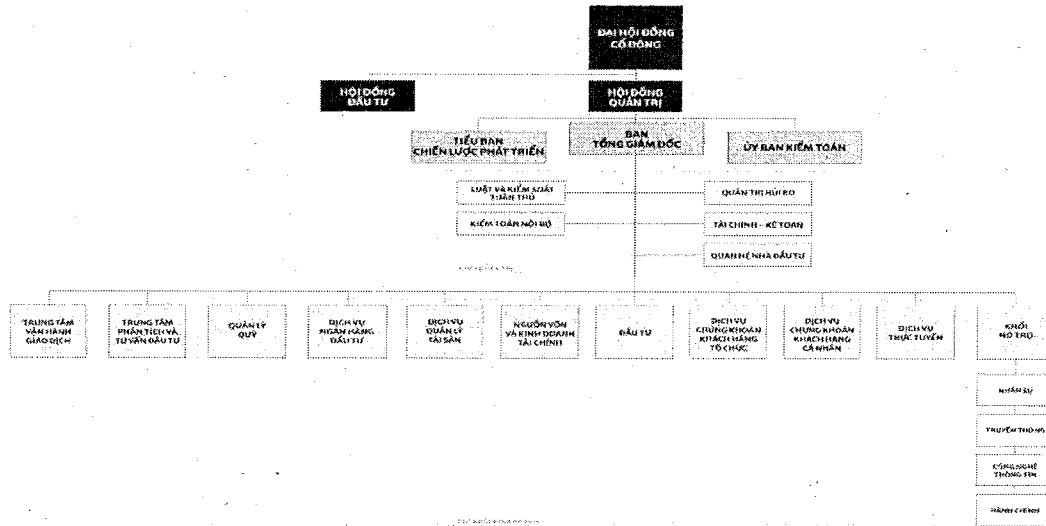 ĐẠI HỘI ĐỒNG
CỔ ĐÔNG
HỘI ĐỒNG
ĐẦU TƯ
HỘI ĐỒNG
QUẢN TRỊ
TIỂU BAN
CHIẾN LƯỢC PHÁT TRIỂN
BAN
TỔNG GIÁM ĐỐC
ỦY BAN KIỂM TOÁN
LUẬT VÀ KIỂM SOÁT
TUÂN THỦ
QUẢN TRỊ RỦI RO
KIỂM TOÁN NỘI BỘ
TÀI CHÍNH - KẾ TOÁN
QUAN HỆ NHÀ ĐẦU TƯ
TRUNG TÂM
VẬN HÀNH
GIAO DỊCH
TRUNG TÂM
PHÂN TÍCH VÀ
TƯ VẤN ĐẦU TƯ
QUẢN LÝ
QUỸ
DỊCH VỤ
NGÂN HÀNG
ĐẦU TƯ
DỊCH VỤ
QUẢN LÝ
TÀI SẢN
NGUỒN VỐN
VÀ KINH DOANH
TÀI CHÍNH
ĐẦU TƯ
DỊCH VỤ
CHỨNG KHOÁN
KHÁCH HÀNG
TỔ CHỨC
DỊCH VỤ
CHỨNG KHOÁN
KHÁCH HÀNG
CÁ NHÂN
DỊCH VỤ
TRỰC TUYẾN
KHỐI
HỖ TRỢ
NHÂN SỰ
TRUYỀN THÔNG
CÔNG NGHỆ
THÔNG TIN
HÀNH CHÍNH